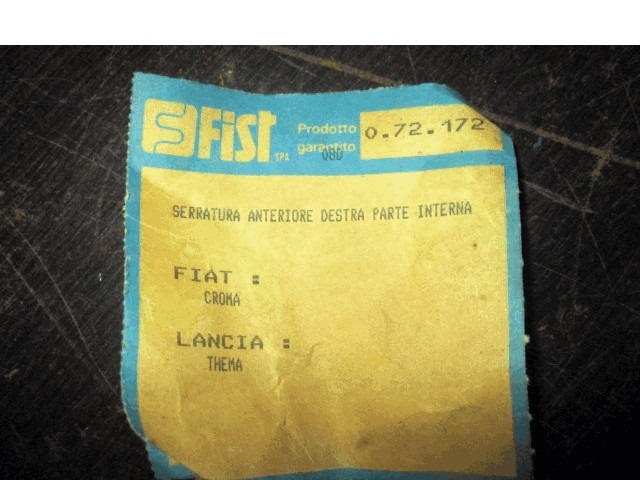 Fist SPA
Prodotto
garantito
0.72.172
08D
SERRATURA ANTERIORE DESTRA PARTE INTERNA
FIAT :
CROMA
LANCIA :
THEMA